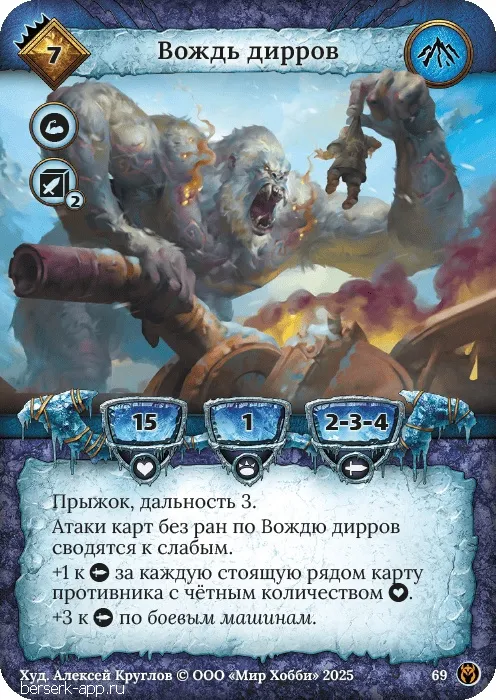 7
Вождь дирров
2
15
1
2-3-4
Прыжок, дальность 3.
Атаки карт без ран по Вождю дирров
сводятся к слабым.
+1 к за каждую стоящую рядом карту
противника с чётным количеством .
+3 к по боевым машинам.
Худ. Алексей Круглов © ООО «Мир Хобби» 2025
69
berserk-app.ru